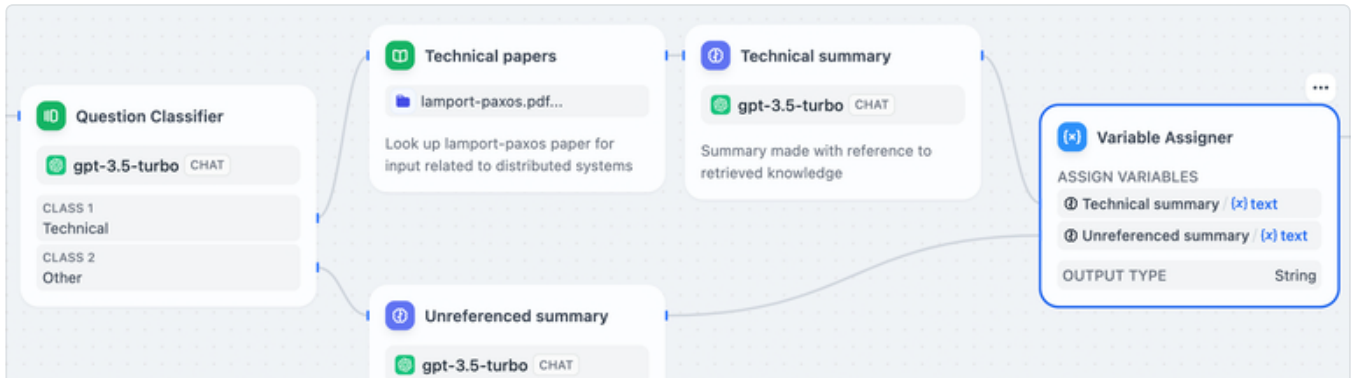 Question Classifier
gpt-3.5-turbo CHAT
CLASS 1
Technical
CLASS 2
Other
Technical papers
lamport-paxos.pdf...
Look up lamport-paxos paper for
input related to distributed systems
Technical summary
gpt-3.5-turbo CHAT
Summary made with reference to
retrieved knowledge
Unreferenced summary
gpt-3.5-turbo CHAT
...
Variable Assigner
ASSIGN VARIABLES
Technical summary / {x} text
Unreferenced summary / {x} text
OUTPUT TYPE String